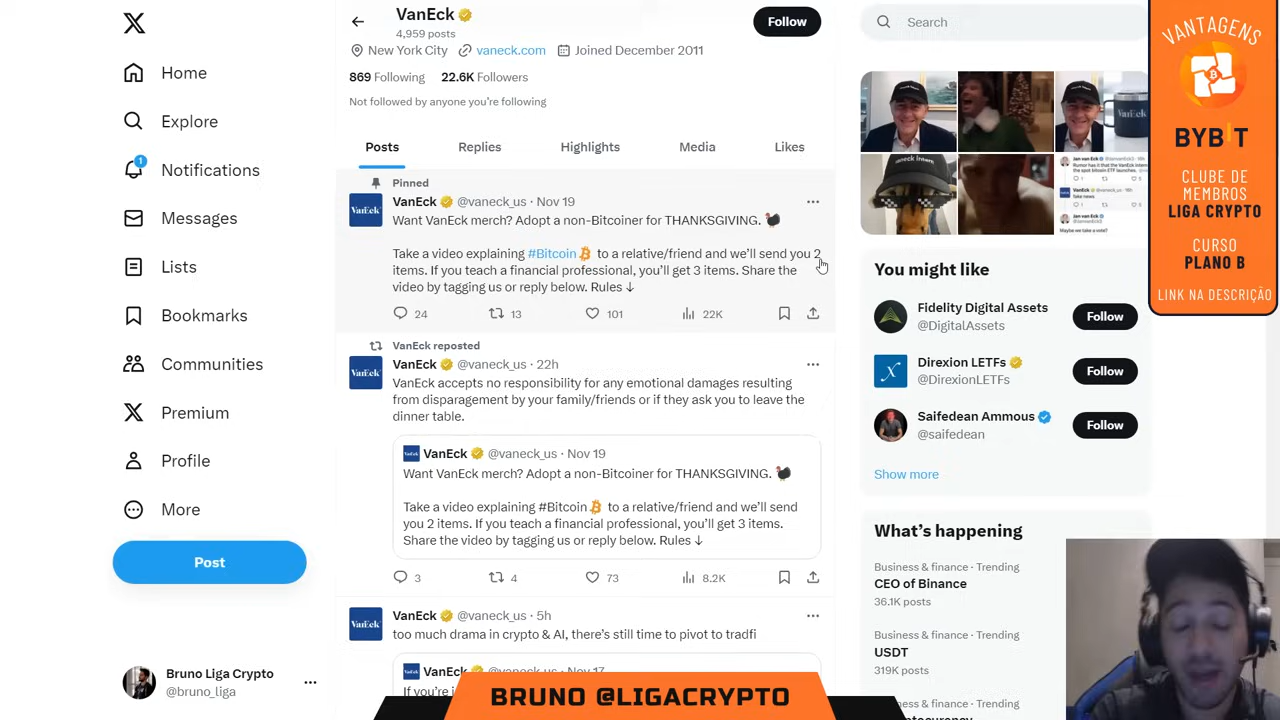 VanEck
4,959 posts
Follow
New York City vaneck.com Joined December 2011
869 Following 22.6K Followers
Not followed by anyone you're following
Posts Replies Highlights Media Likes
Home
Explore
1
Notifications
Messages
Lists
Bookmarks
Communities
Premium
Profile
More
Post
Bruno Liga Crypto
@bruno_liga
Pinned
VanEck @vaneck_us · Nov 19
Want VanEck merch? Adopt a non-Bitcoiner for THANKSGIVING.
Take a video explaining #Bitcoin to a relative/friend and we'll send you 2
items. If you teach a financial professional, you'll get 3 items. Share the
video by tagging us or reply below. Rules ↓
24 13 101 22K
VanEck reposted
VanEck @vaneck_us · 22h
VanEck accepts no responsibility for any emotional damages resulting
from disparagement by your family/friends or if they ask you to leave the
dinner table.
VanEck @vaneck_us · Nov 19
Want VanEck merch? Adopt a non-Bitcoiner for THANKSGIVING.
Take a video explaining #Bitcoin to a relative/friend and we'll send
you 2 items. If you teach a financial professional, you'll get 3 items.
Share the video by tagging us or reply below. Rules ↓
3 4 73 8.2K
VanEck @vaneck_us · 5h
too much drama in crypto & AI, there's still time to pivot to tradfi
VanEck @vaneck_us · Nov 17
Search
You might like
Fidelity Digital Assets
@DigitalAssets
Follow
Direxion LETFs
@DirexionLETFs
Follow
Saifedean Ammous
@saifedean
Follow
Show more
What's happening
Business & finance · Trending
CEO of Binance
36.1K posts
Business & finance · Trending
USDT
319K posts
· Trending
VANTAGENS
BYBIT
CLUBE DE
MEMBROS
LIGA CRYPTO
CURSO
PLANO B
LINK NA DESCRIÇÃO
BRUNO @LIGACRYPTO